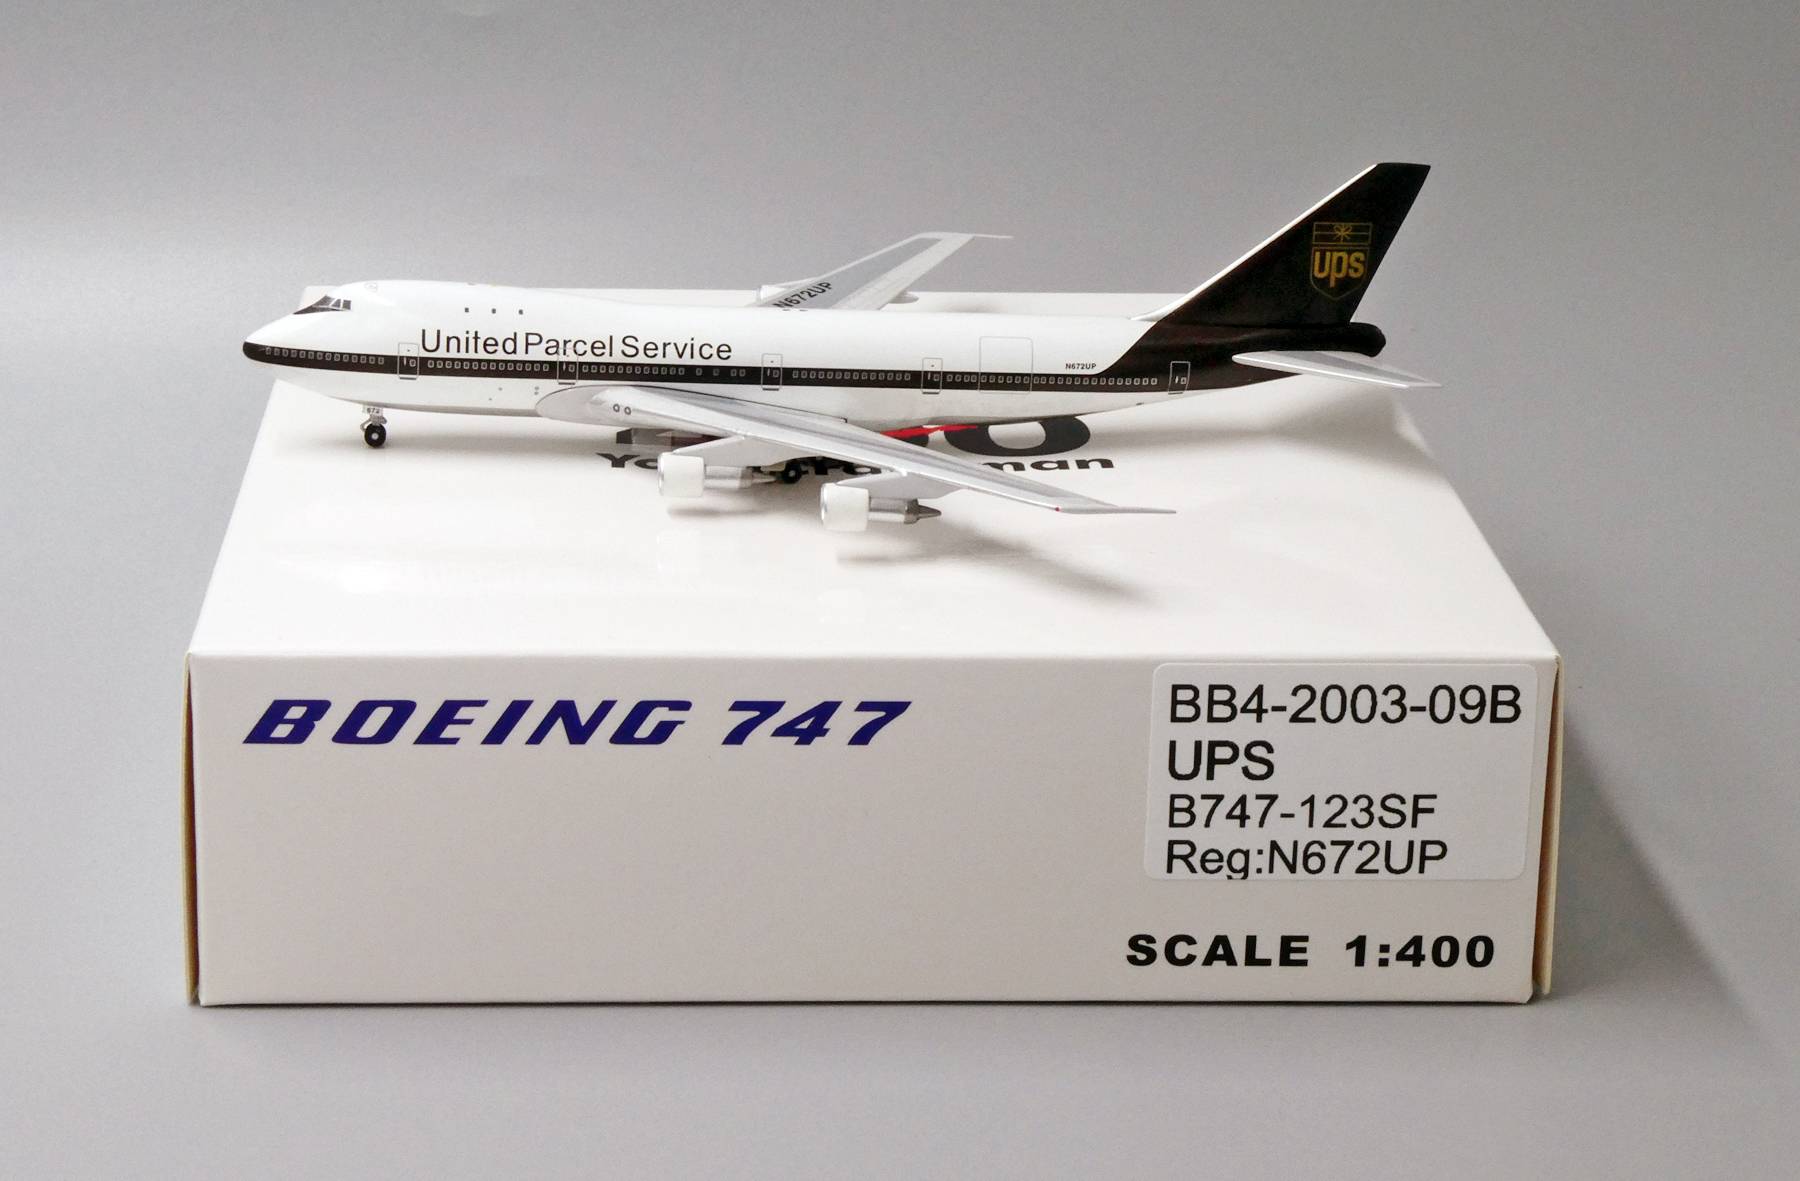 ups
N672UP
United Parcel Service
N672UP
672
BOEING 747
BB4-2003-09B
UPS
B747-123SF
Reg:N672UP
SCALE 1:400